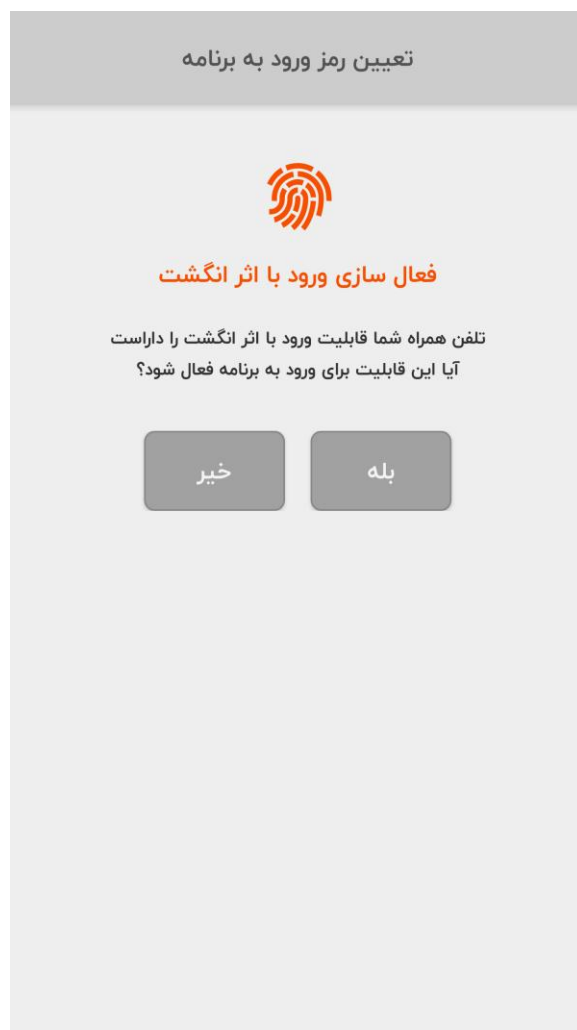 تعیین رمز ورود به برنامه
فعال سازی ورود با اثر انگشت
تلفن همراه شما قابلیت ورود با اثر انگشت را داراست
آیا این قابلیت برای ورود به برنامه فعال شود؟
بله
خیر